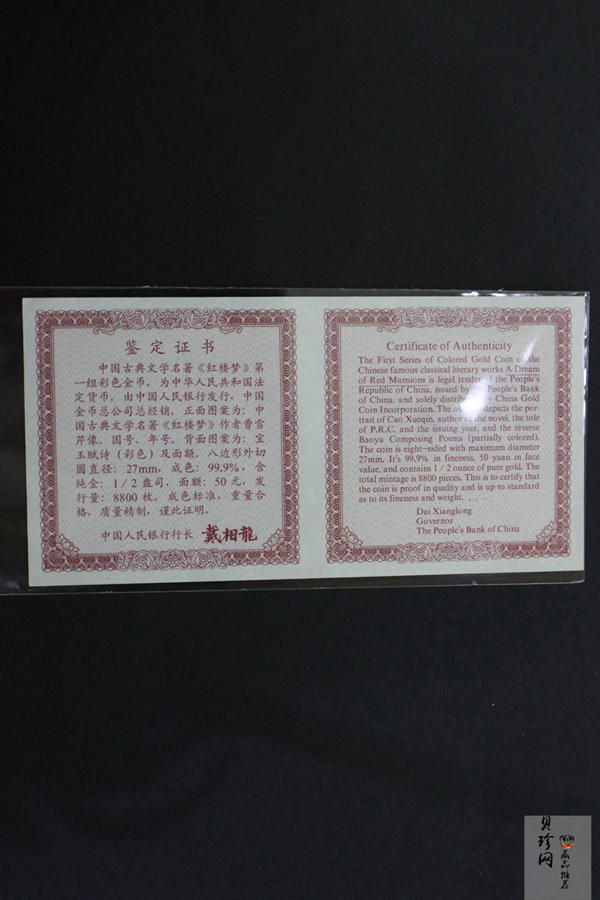 鉴定证书
中国古典文学名著《红楼梦》第
一组彩色金币，为中华人民共和国法
定货币。由中国人民银行发行，中国
金币总公司总经销。正面图案为：中
国古典文学名著《红楼梦》作者曹雪
芹像，国号、年号。背面图案为：宝
玉赋诗（彩色）及面额。八边形外切
圆直径：27mm，成色：99.9%，含
纯金：1/2盎司，面额：50元，发
行量：8800枚。成色标准，重量合
格，质量精制，谨此证明。
中国人民银行行长 戴相龍
Certificate of Authenticity
The First Series of Colored Gold Coin of the
Chinese famous classical literary works A Dream
of Red Mansions is legal tender of the People's
Republic of China, issued by the People's Bank
of China, and solely distributed by China Gold
Coin Incorporation. The obverse depicts the por-
trait of Cao Xueqin, author of the novel, the title
of P.R.C. and the issuing year, and the reverse
Baoyu Composing Poems (partially colored).
The coin is eight-sided with maximum diameter
27mm. It's 99.9% in fineness, 50 yuan in face
value, and contains 1/2 ounce of pure gold. The
total mintage is 8800 pieces. This is to certify that
the coin is proof in quality and is up to standard
as to its fineness and weight.
Dai Xianglong
Governor
The People's Bank of China
贝珍网
藏品推荐